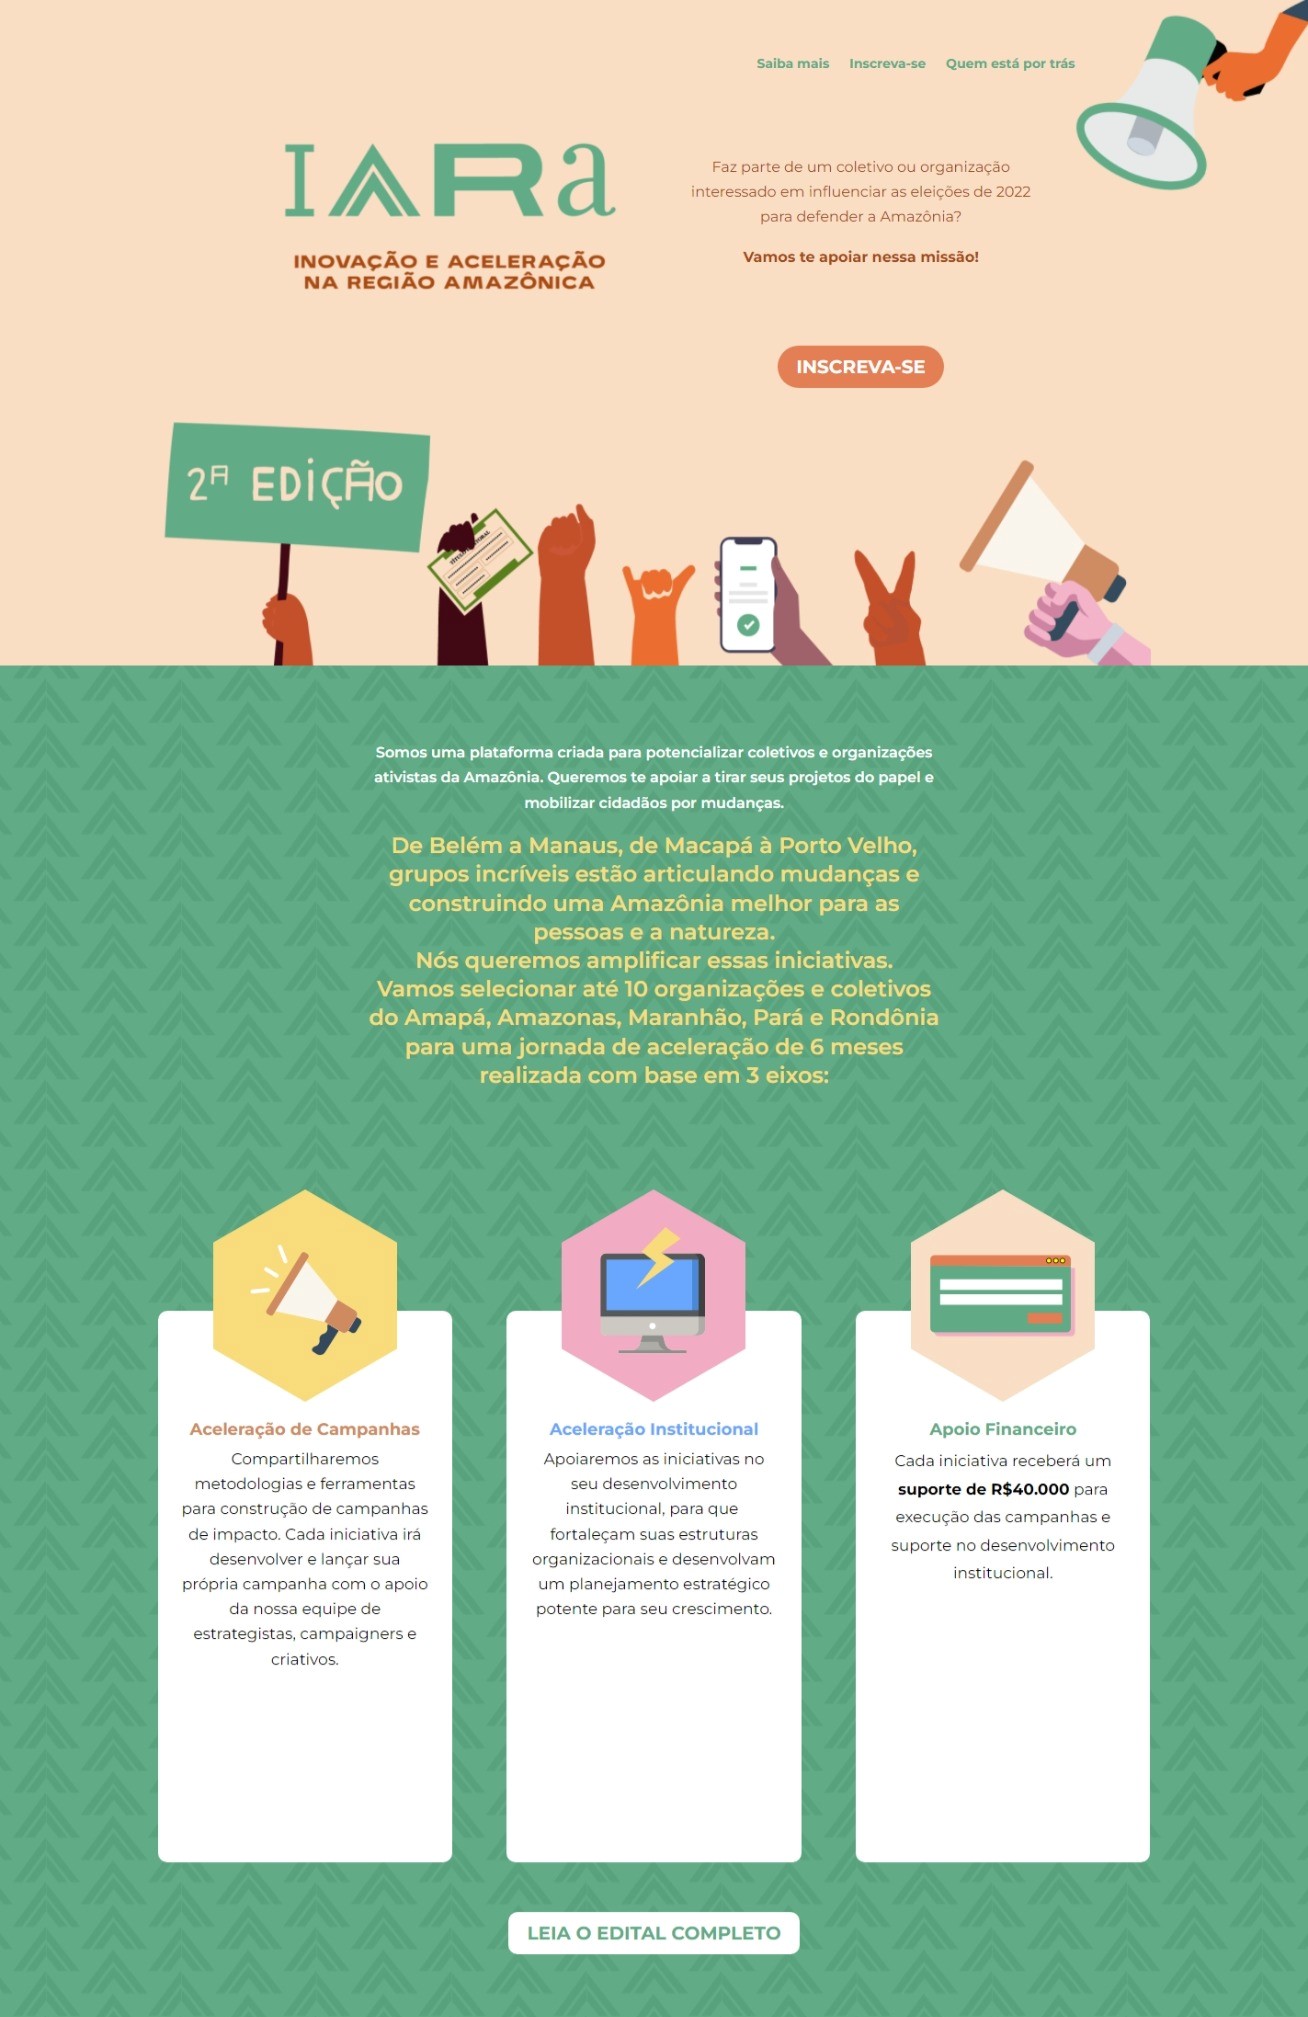 Saiba mais Inscreva-se Quem está por trás
IARa
INOVAÇÃO E ACELERAÇÃO
NA REGIÃO AMAZÔNICA
Faz parte de um coletivo ou organização
interessado em influenciar as eleições de 2022
para defender a Amazônia?
Vamos te apoiar nessa missão!
INSCREVA-SE
2ª EDIÇÃO
Somos uma plataforma criada para potencializar coletivos e organizações
ativistas da Amazônia. Queremos te apoiar a tirar seus projetos do papel e
mobilizar cidadãos por mudanças.
De Belém a Manaus, de Macapá à Porto Velho,
grupos incríveis estão articulando mudanças e
construindo uma Amazônia melhor para as
pessoas e a natureza.
Nós queremos amplificar essas iniciativas.
Vamos selecionar até 10 organizações e coletivos
do Amapá, Amazonas, Maranhão, Pará e Rondônia
para uma jornada de aceleração de 6 meses
realizada com base em 3 eixos:
Aceleração de Campanhas
Compartilharemos
metodologias e ferramentas
para construção de campanhas
de impacto. Cada iniciativa irá
desenvolver e lançar sua
própria campanha com o apoio
da nossa equipe de
estrategistas, campaigners e
criativos.
Aceleração Institucional
Apoiaremos as iniciativas no
seu desenvolvimento
institucional, para que
fortaleçam suas estruturas
organizacionais e desenvolvam
um planejamento estratégico
potente para seu crescimento.
Apoio Financeiro
Cada iniciativa receberá um
suporte de R$40.000 para
execução das campanhas e
suporte no desenvolvimento
institucional.
LEIA O EDITAL COMPLETO